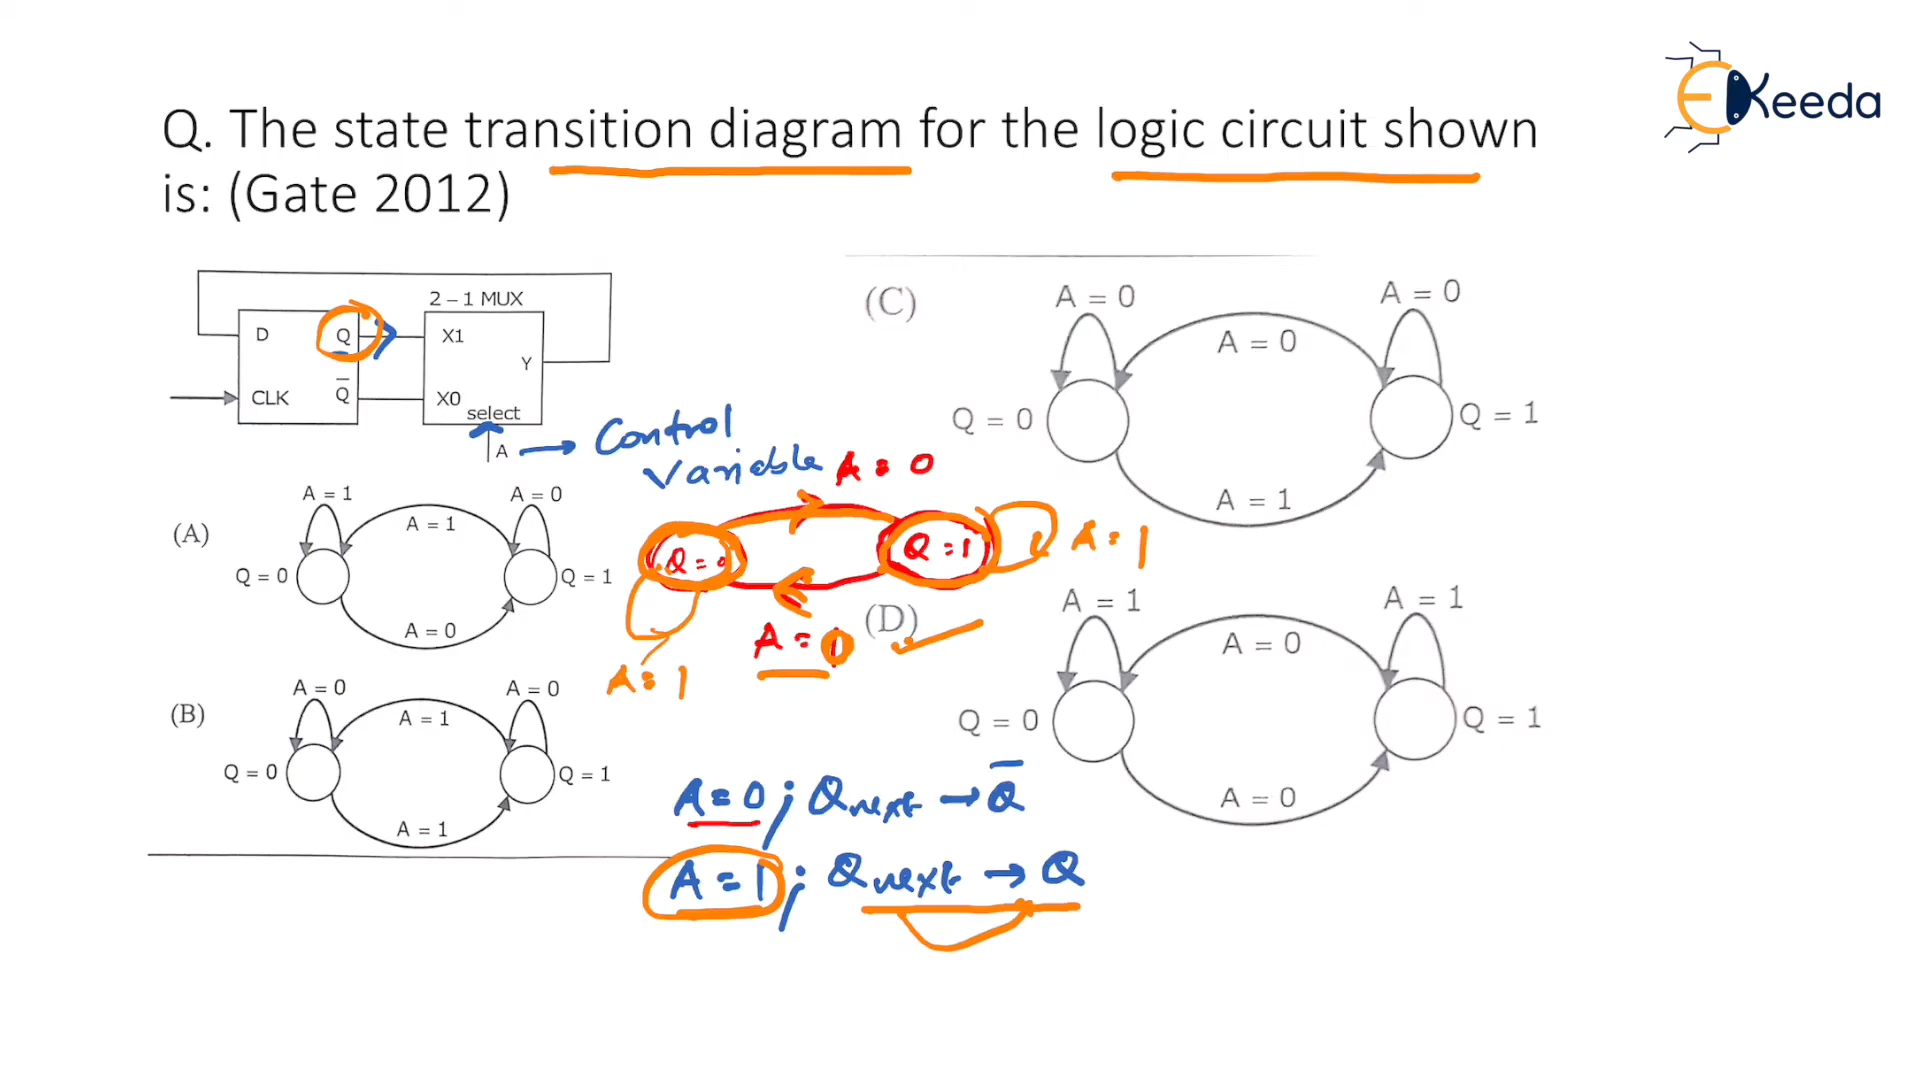 Keeda
Q. The state transition diagram for the logic circuit shown
is: (Gate 2012)
2 – 1 MUX
D Q X1
Y
CLK Q̅ X0
select
A → Control
Variable
(A)
A = 1 A = 0
A = 1
Q = 0 Q = 1
A = 0
(B)
A = 0 A = 0
A = 1
Q = 0 Q = 1
A = 1
A = 0
Q = 0 Q = 1 A = 1
A = 0
A = 1
(C)
A = 0 A = 0
A = 0
Q = 0 Q = 1
A = 1
(D)
A = 1 A = 1
A = 0
Q = 0 Q = 1
A = 0
A = 0 ; Qnext → Q̅
A = 1 ; Qnext → Q